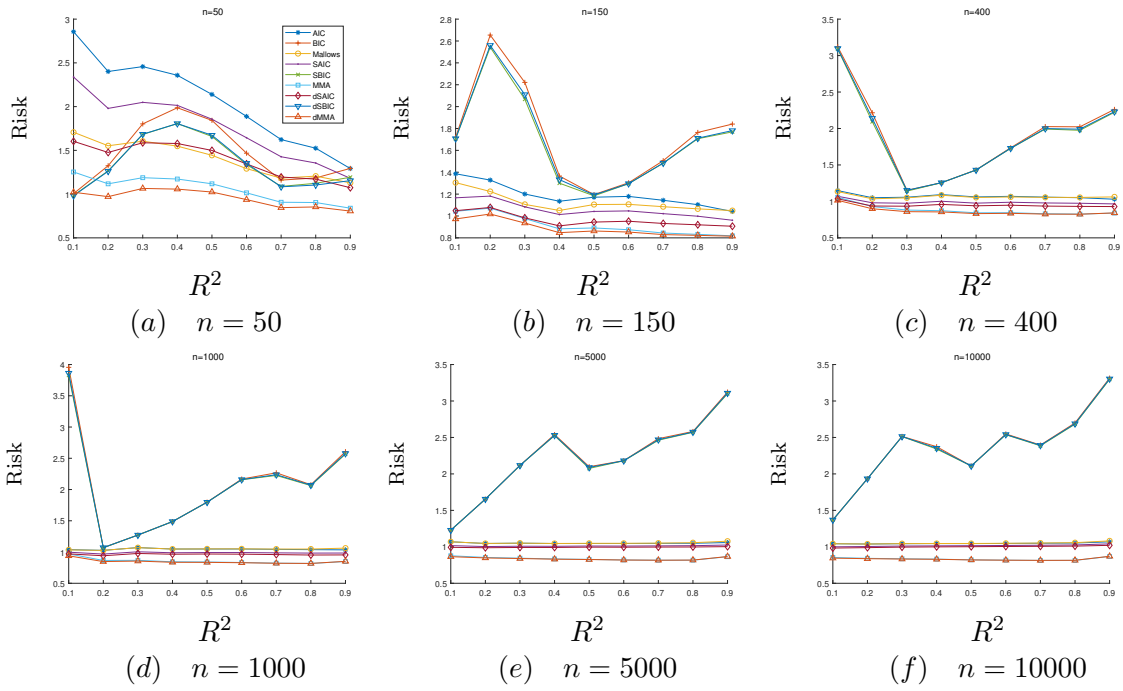 n=50
3
2.5
2
1.5
1
0.5
Risk
AIC
BIC
Mallows
SAIC
SBIC
MMA
dSAIC
dSBIC
dMMA
0.1 0.2 0.3 0.4 0.5 0.6 0.7 0.8 0.9
R²
(a) n = 50
n=150
2.8
2.6
2.4
2.2
2
1.8
1.6
1.4
1.2
1
0.8
0.6
Risk
0.1 0.2 0.3 0.4 0.5 0.6 0.7 0.8 0.9
R²
(b) n = 150
n=400
3.5
3
2.5
2
1.5
1
0.5
Risk
0.1 0.2 0.3 0.4 0.5 0.6 0.7 0.8 0.9
R²
(c) n = 400
n=1000
4
3.5
3
2.5
2
1.5
1
0.5
Risk
0.1 0.2 0.3 0.4 0.5 0.6 0.7 0.8 0.9
R²
(d) n = 1000
n=5000
3.5
3
2.5
2
1.5
1
0.5
Risk
0.1 0.2 0.3 0.4 0.5 0.6 0.7 0.8 0.9
R²
(e) n = 5000
n=10000
3.5
3
2.5
2
1.5
1
0.5
Risk
0.1 0.2 0.3 0.4 0.5 0.6 0.7 0.8 0.9
R²
(f) n = 10000